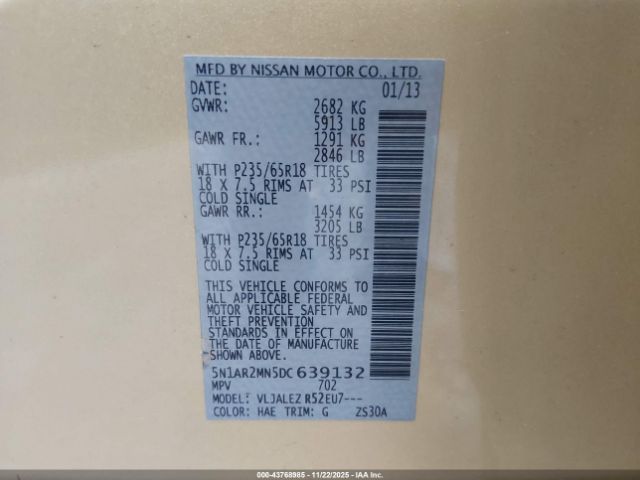 MFD BY NISSAN MOTOR CO., LTD.
DATE: 01/13
GVWR: 2682 KG
5913 LB
GAWR FR.: 1291 KG
2846 LB
WITH P235/65R18 TIRES
18 X 7.5 RIMS AT 33 PSI
COLD SINGLE
GAWR RR.: 1454 KG
3205 LB
WITH P235/65R18 TIRES
18 X 7.5 RIMS AT 33 PSI
COLD SINGLE
THIS VEHICLE CONFORMS TO
ALL APPLICABLE FEDERAL
MOTOR VEHICLE SAFETY AND
THEFT PREVENTION
STANDARDS IN EFFECT ON
THE DATE OF MANUFACTURE
SHOWN ABOVE.
5N1AR2MN5DC639132
MPV 702
MODEL: VLJALEZ R52EU7---
COLOR: HAE TRIM: G ZS30A
000-43768985 - 11/22/2025 - IAA Inc.